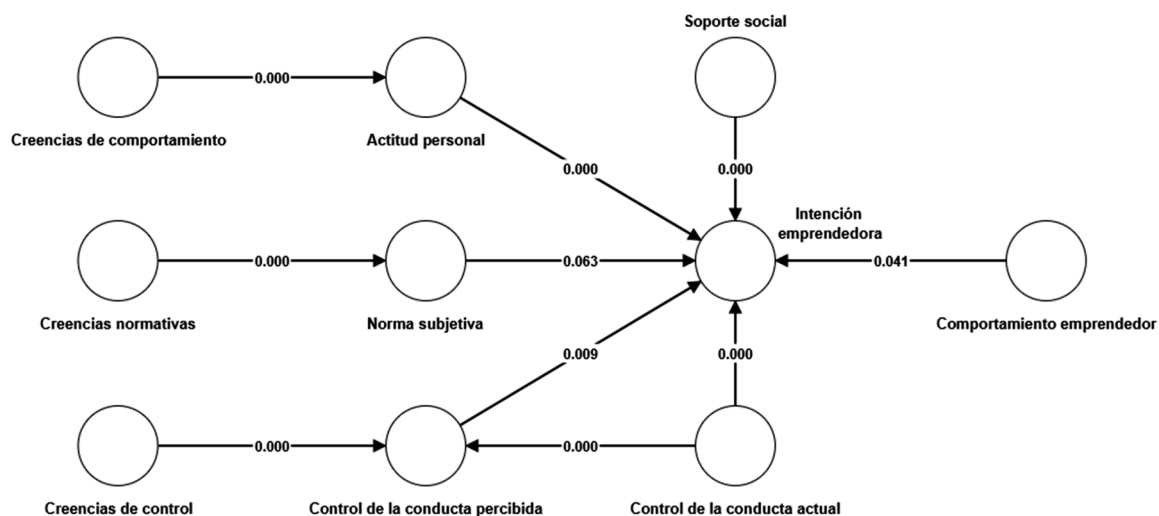 Soporte social
0.000
Creencias de comportamiento
Actitud personal
0.000
0.000
Intención
emprendedora
0.000
0.063
0.041
Creencias normativas
Norma subjetiva
Comportamiento emprendedor
0.009
0.000
0.000
0.000
Creencias de control
Control de la conducta percibida
Control de la conducta actual